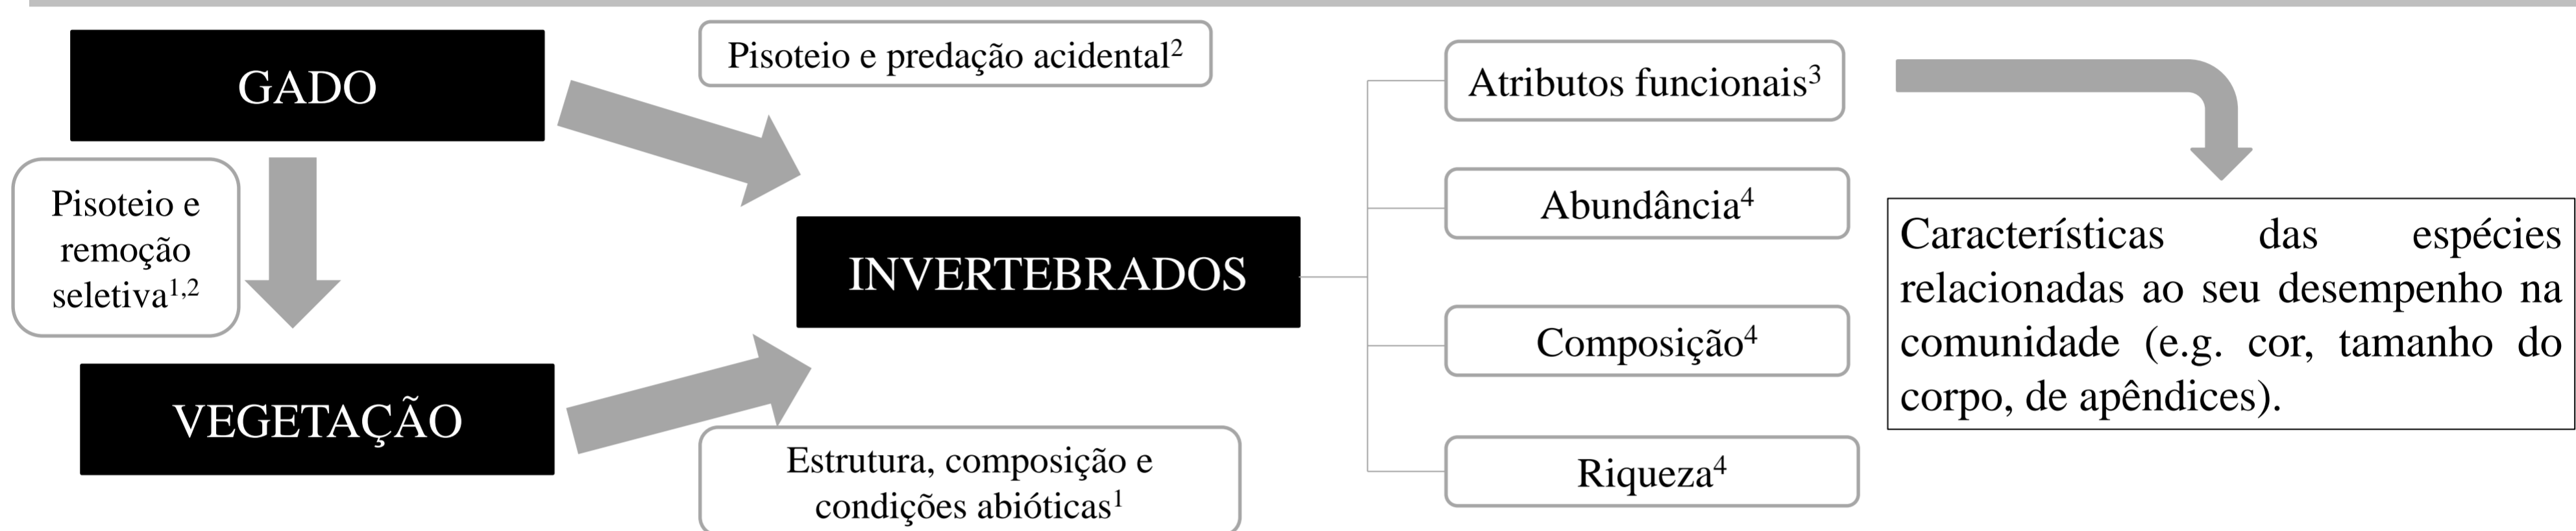 GADO
Pisoteio e predação acidental²
Pisoteio e
remoção
seletiva¹,²
VEGETAÇÃO
Estrutura, composição e
condições abióticas¹
INVERTEBRADOS
Atributos funcionais³
Abundância⁴
Composição⁴
Riqueza⁴
Características das espécies
relacionadas ao seu desempenho na
comunidade (e.g. cor, tamanho do
corpo, de apêndices).